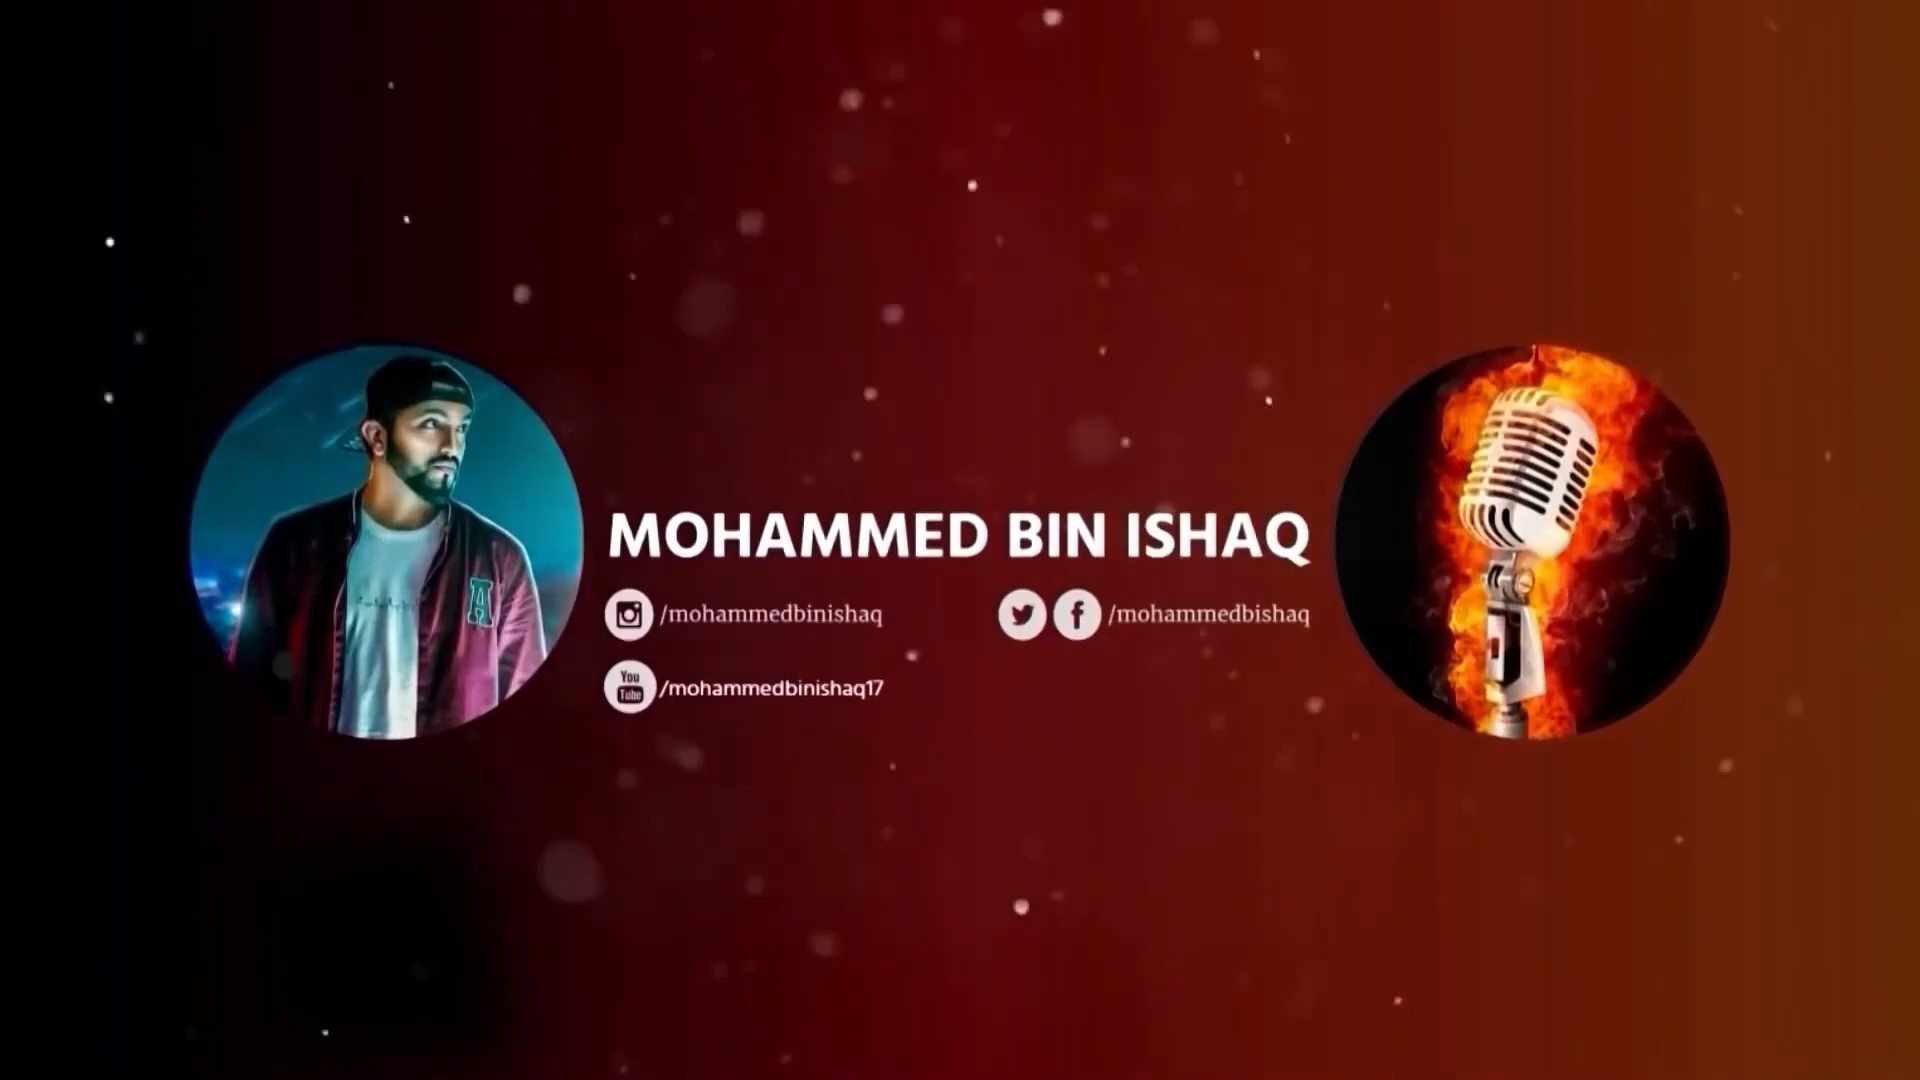 MOHAMMED BIN ISHAQ
/mohammedbinishaq
/mohammedbishaq
You
Tube
/mohammedbinishaq17
A